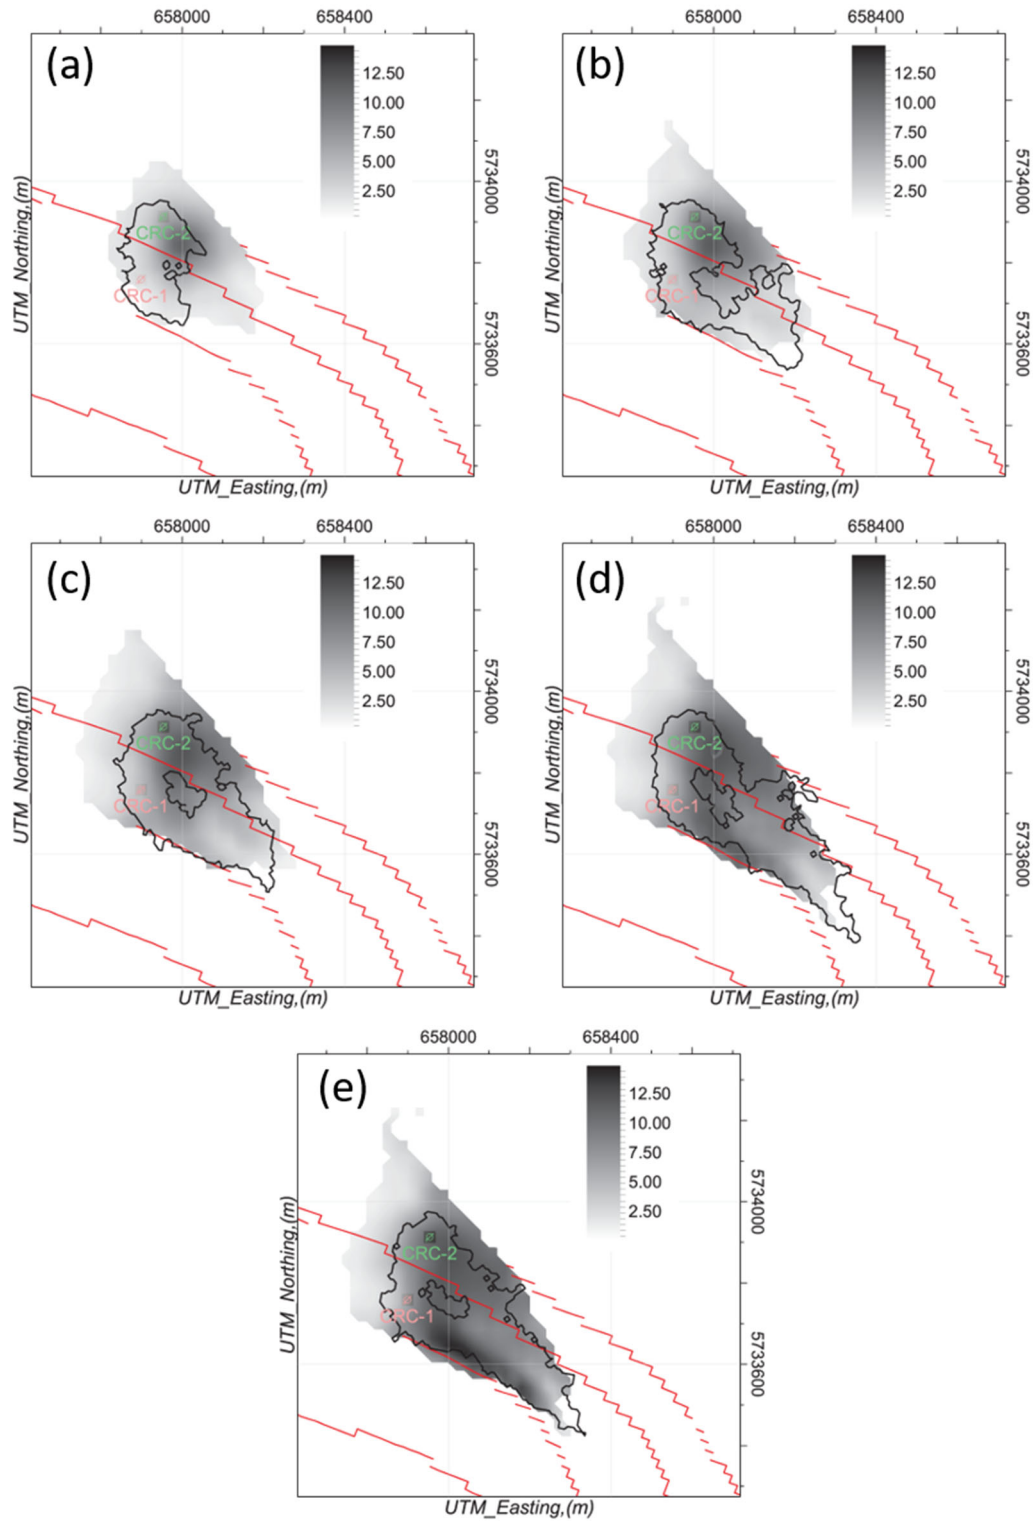 658000 658400
(a)
12.50
10.00
7.50
5.00
2.50
5734000
5733600
CRC-2
CRC-1
UTM_Northing,(m)
UTM_Easting,(m)
658000 658400
(b)
12.50
10.00
7.50
5.00
2.50
5734000
5733600
CRC-2
CRC-1
UTM_Northing,(m)
UTM_Easting,(m)
658000 658400
(c)
12.50
10.00
7.50
5.00
2.50
5734000
5733600
CRC-2
CRC-1
UTM_Northing,(m)
UTM_Easting,(m)
658000 658400
(d)
12.50
10.00
7.50
5.00
2.50
5734000
5733600
CRC-2
CRC-1
UTM_Northing,(m)
UTM_Easting,(m)
658000 658400
(e)
12.50
10.00
7.50
5.00
2.50
5734000
5733600
CRC-2
CRC-1
UTM_Northing,(m)
UTM_Easting,(m)